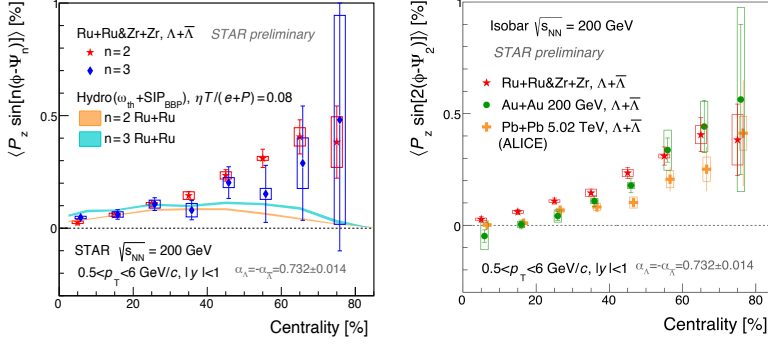 ⟨P_z sin[n(ϕ-Ψ_n)]⟩ [%]
1
0.5
0
Ru+Ru&Zr+Zr, Λ+Λ̅
STAR preliminary
n=2
n=3
Hydro(ω_th+SIP_BBP), ηT/(e+P)=0.08
n=2 Ru+Ru
n=3 Ru+Ru
STAR √s_NN = 200 GeV
0.5<p_T<6 GeV/c, |y|<1
α_Λ=-α_Λ̅=0.732±0.014
0 20 40 60 80
Centrality [%]
⟨P_z sin[2(ϕ-Ψ_2)]⟩ [%]
0.5
0
Isobar √s_NN = 200 GeV
STAR preliminary
Ru+Ru&Zr+Zr, Λ+Λ̅
Au+Au 200 GeV, Λ+Λ̅
Pb+Pb 5.02 TeV, Λ+Λ̅
(ALICE)
0.5<p_T<6 GeV/c, |y|<1
α_Λ=-α_Λ̅=0.732±0.014
0 20 40 60 80
Centrality [%]